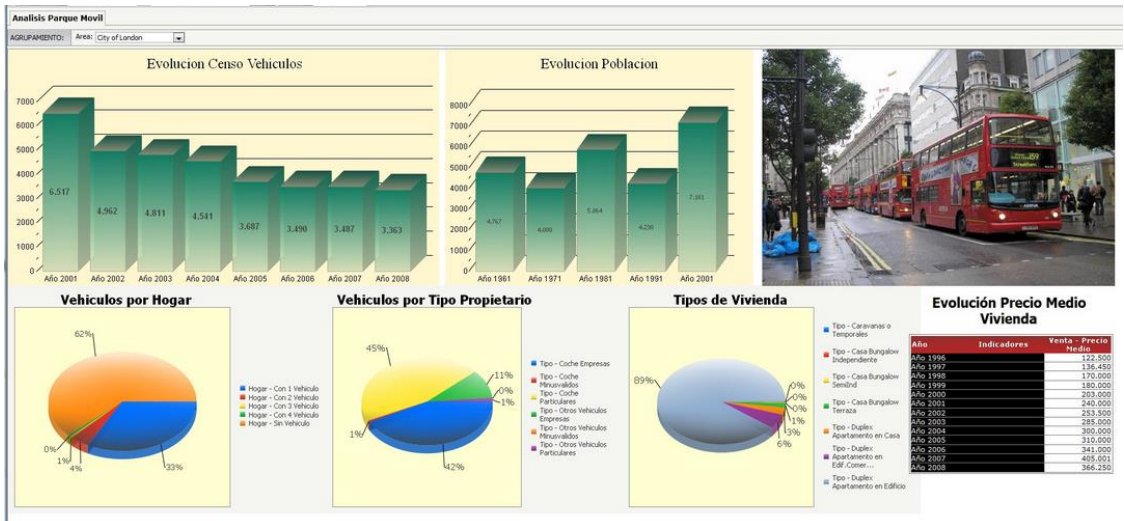 Analisis Parque Movil
AGRUPAMIENTO: Area: City of London
Evolucion Censo Vehiculos
7000
6000
5000
4000
3000
2000
1000
0
6.517
4.962
4.811
4.541
3.687
3.490
3.487
3.363
Año 2001 Año 2002 Año 2003 Año 2004 Año 2005 Año 2006 Año 2007 Año 2008
Evolucion Poblacion
8000
7000
6000
5000
4000
3000
2000
1000
0
4.767
4.000
5.864
4.230
Año 1961 Año 1971 Año 1981 Año 1991 Año 2001
159
Streatham
Vehiculos por Hogar
62%
0%
1%
4%
33%
Hogar - Con 1 Vehiculo
Hogar - Con 2 Vehiculo
Hogar - Con 3 Vehiculo
Hogar - Con 4 Vehiculo
Hogar - Sin Vehiculo
Vehiculos por Tipo Propietario
45%
11%
0%
1%
1%
42%
Tipo - Coche Empresas
Tipo - Coche
Minusvalidos
Tipo - Coche
Particulares
Tipo - Otros Vehiculos
Empresas
Tipo - Otros Vehiculos
Minusvalidos
Tipo - Otros Vehiculos
Particulares
Tipos de Vivienda
89%
0%
0%
0%
1%
3%
6%
Tipo - Caravanas o
Temporales
Tipo - Casa Bungalow
Independiente
Tipo - Casa Bungalow
SemiInd
Tipo - Casa Bungalow
Terraza
Tipo - Duplex
Apartamento en Casa
Tipo - Duplex
Apartamento en
Edif.Comer...
Tipo - Duplex
Apartamento en Edificio
Evolución Precio Medio
Vivienda
Año Indicadores Venta - Precio
Medio
Año 1996 122.500
Año 1997 136.450
Año 1998 170.000
Año 1999 180.000
Año 2000 203.000
Año 2001 240.000
Año 2002 253.500
Año 2003 285.000
Año 2004 300.000
Año 2005 310.000
Año 2006 341.000
Año 2007 405.001
Año 2008 366.250